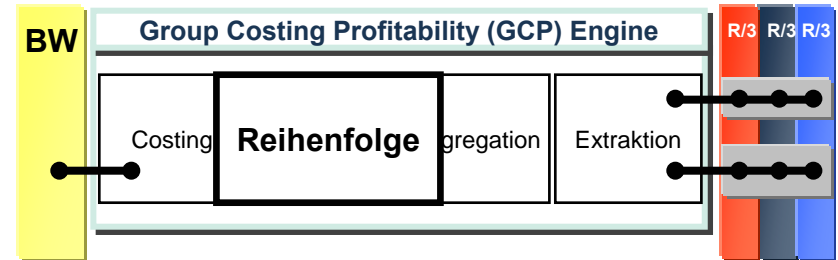 BW
Group Costing Profitability (GCP) Engine
R/3 R/3 R/3
Costing
Reihenfolge
gregation
Extraktion